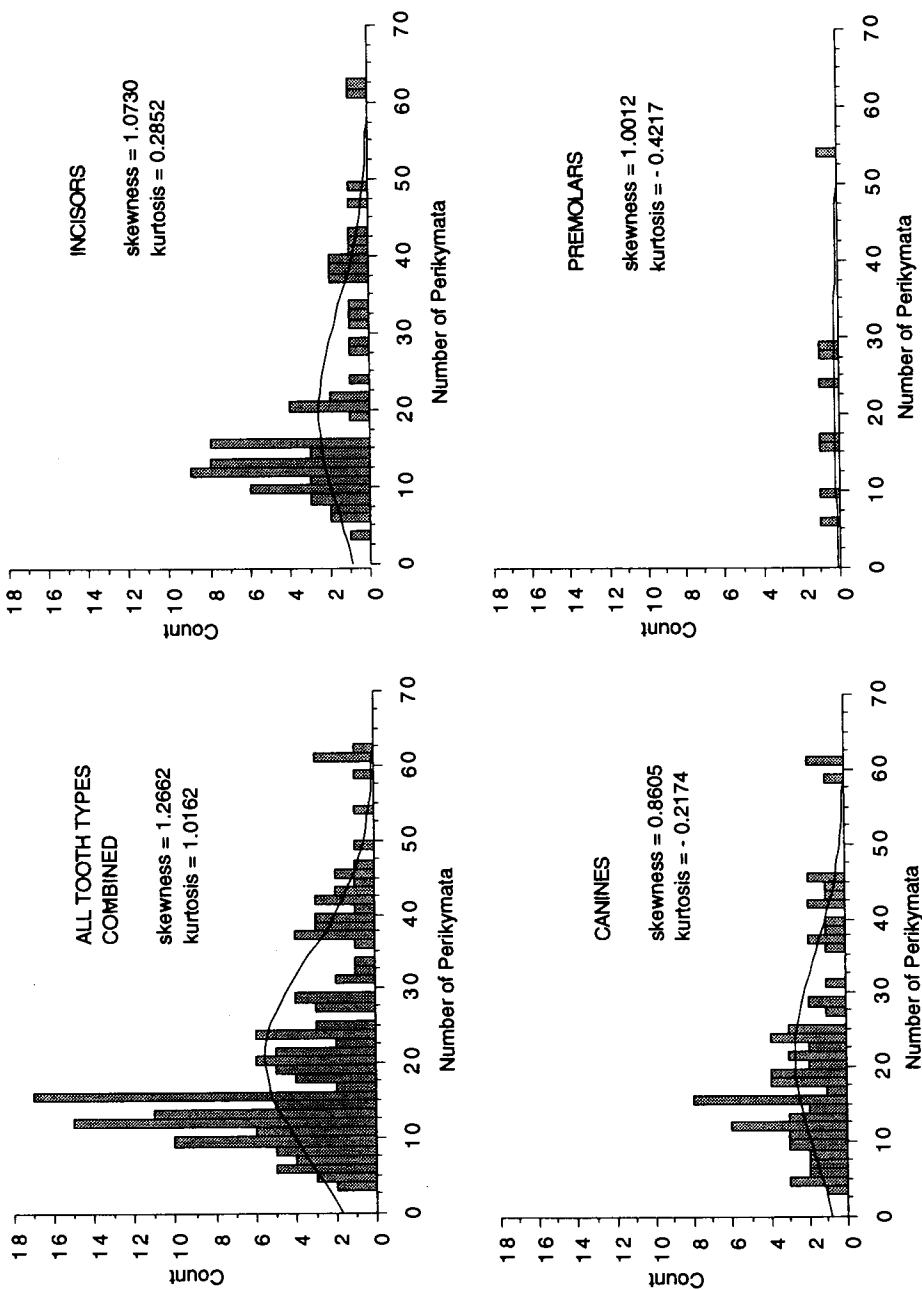 ALL TOOTH TYPES
COMBINED
skewness = 1.2662
kurtosis = 1.0162
Count
18
16
14
12
10
8
6
4
2
0
0 10 20 30 40 50 60 70
Number of Perikymata
INCISORS
skewness = 1.0730
kurtosis = 0.2852
Count
18
16
14
12
10
8
6
4
2
0
0 10 20 30 40 50 60 70
Number of Perikymata
CANINES
skewness = 0.8605
kurtosis = - 0.2174
Count
18
16
14
12
10
8
6
4
2
0
0 10 20 30 40 50 60 70
Number of Perikymata
PREMOLARS
skewness = 1.0012
kurtosis = - 0.4217
Count
18
16
14
12
10
8
6
4
2
0
0 10 20 30 40 50 60 70
Number of Perikymata